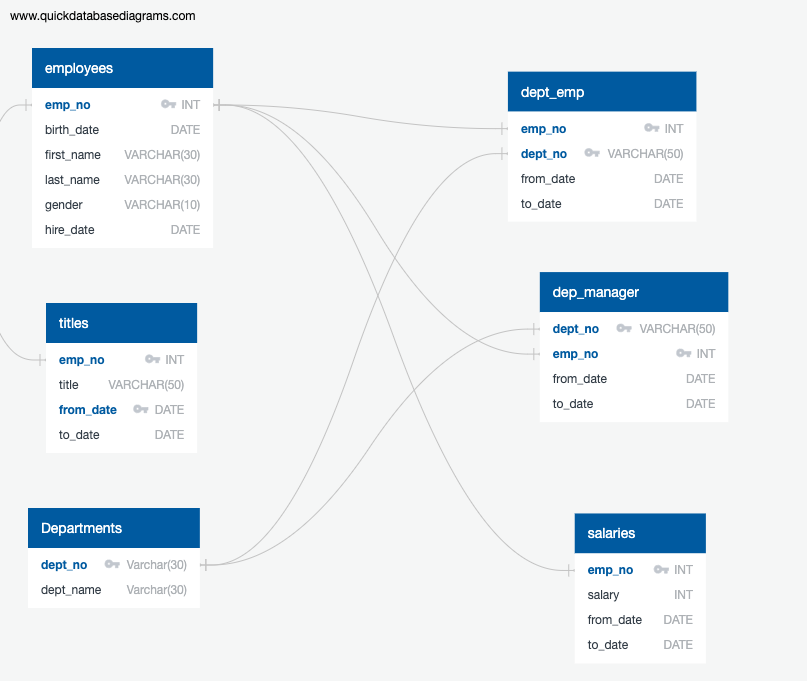 www.quickdatabasediagrams.com
employees
emp_no INT
birth_date DATE
first_name VARCHAR(30)
last_name VARCHAR(30)
gender VARCHAR(10)
hire_date DATE
titles
emp_no INT
title VARCHAR(50)
from_date DATE
to_date DATE
Departments
dept_no Varchar(30)
dept_name Varchar(30)
dept_emp
emp_no INT
dept_no VARCHAR(50)
from_date DATE
to_date DATE
dep_manager
dept_no VARCHAR(50)
emp_no INT
from_date DATE
to_date DATE
salaries
emp_no INT
salary INT
from_date DATE
to_date DATE